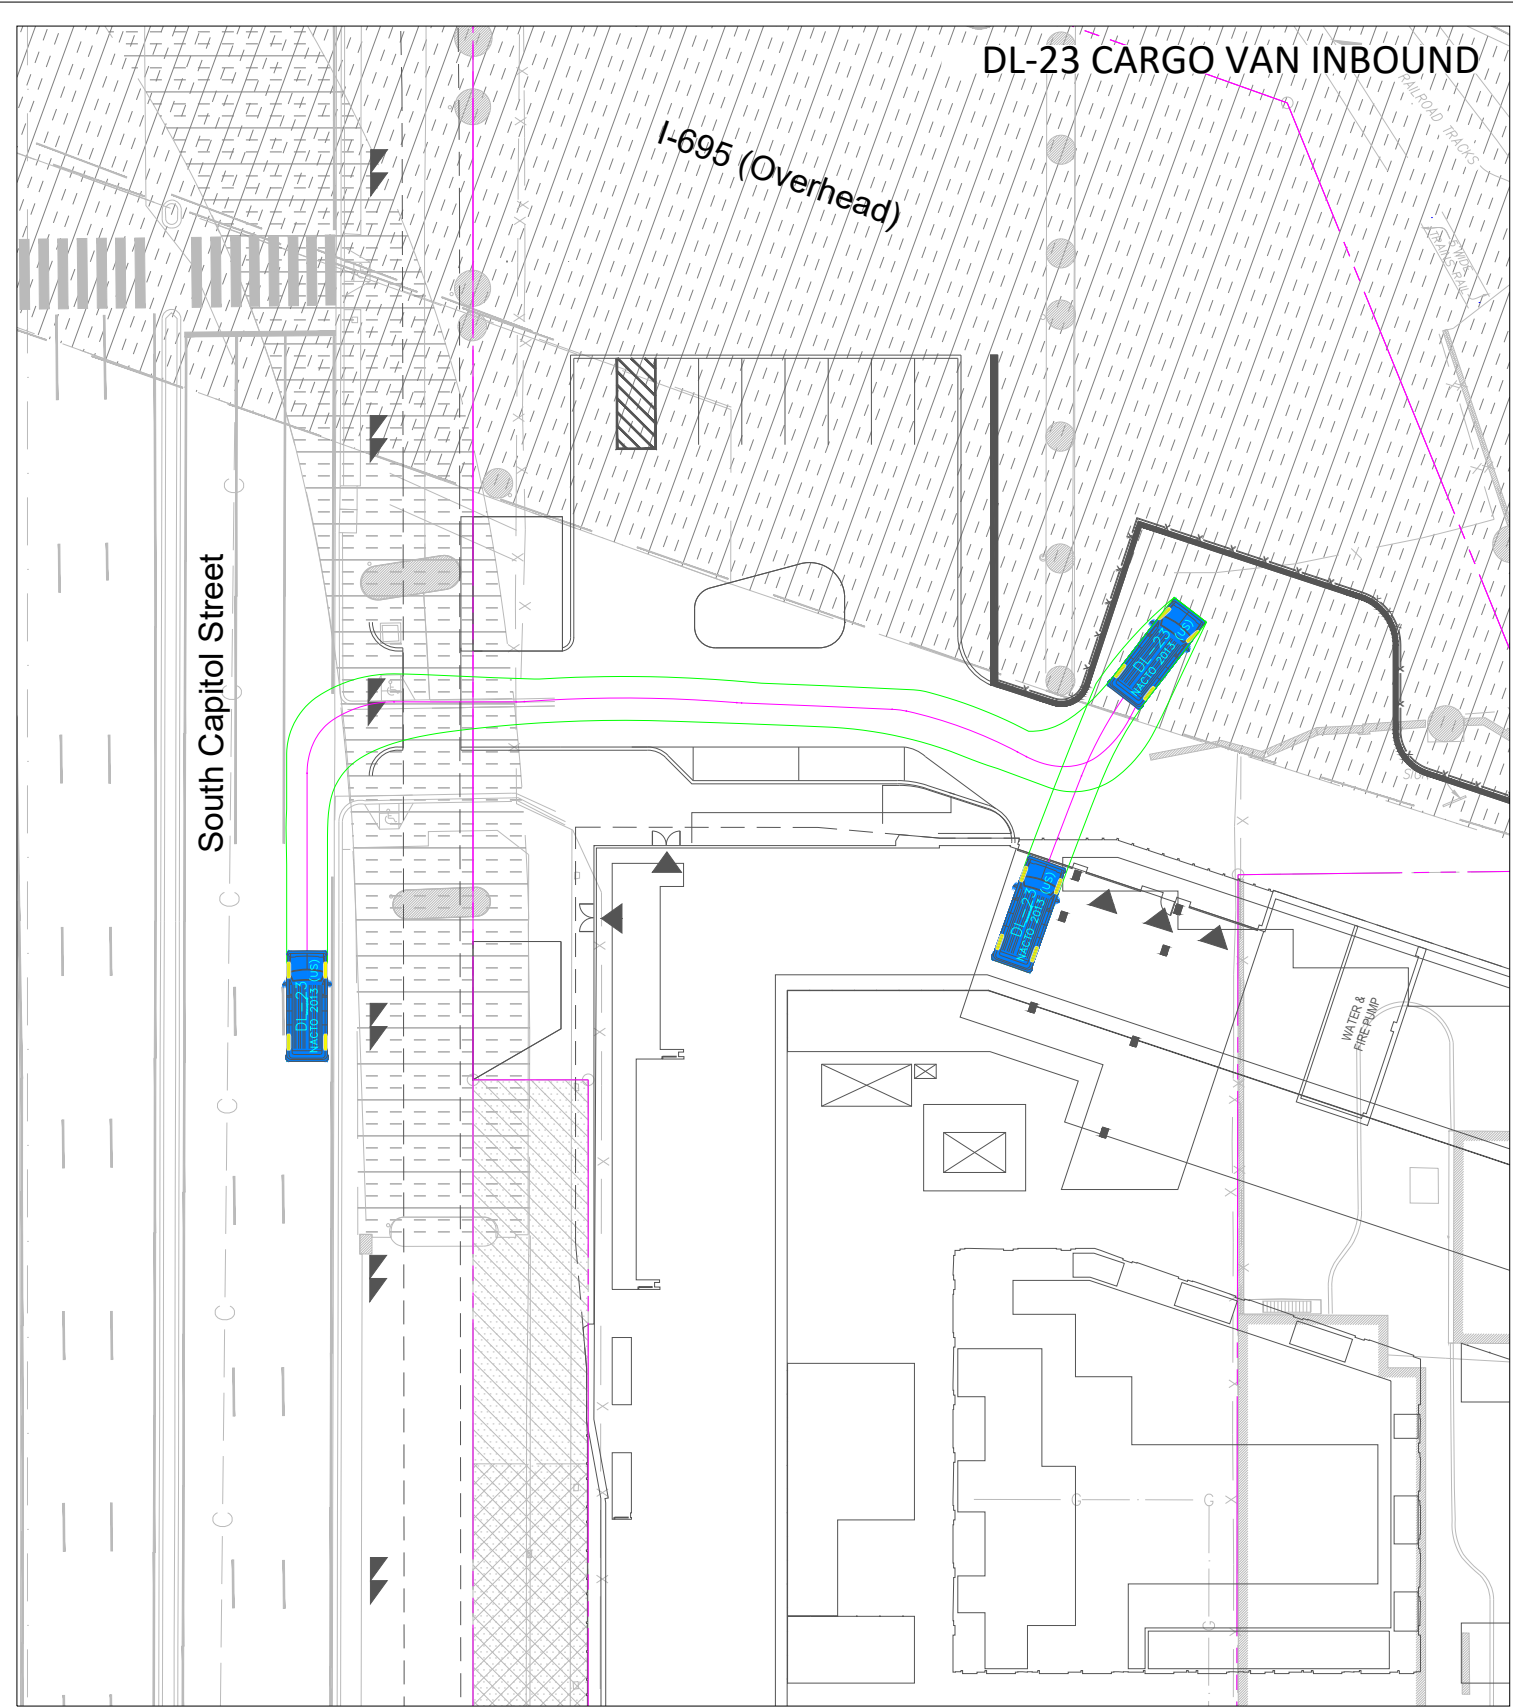 DL-23 CARGO VAN INBOUND
RAILROAD TRACKS
I-695 (Overhead)
South Capitol Street
DL-23
NACTO 2013 (US)
DL-23
NACTO 2013 (US)
DL-23
NACTO 2013 (US)
WATER &
FIRE PUMP
C
C
C
C
C
C
G
G
G